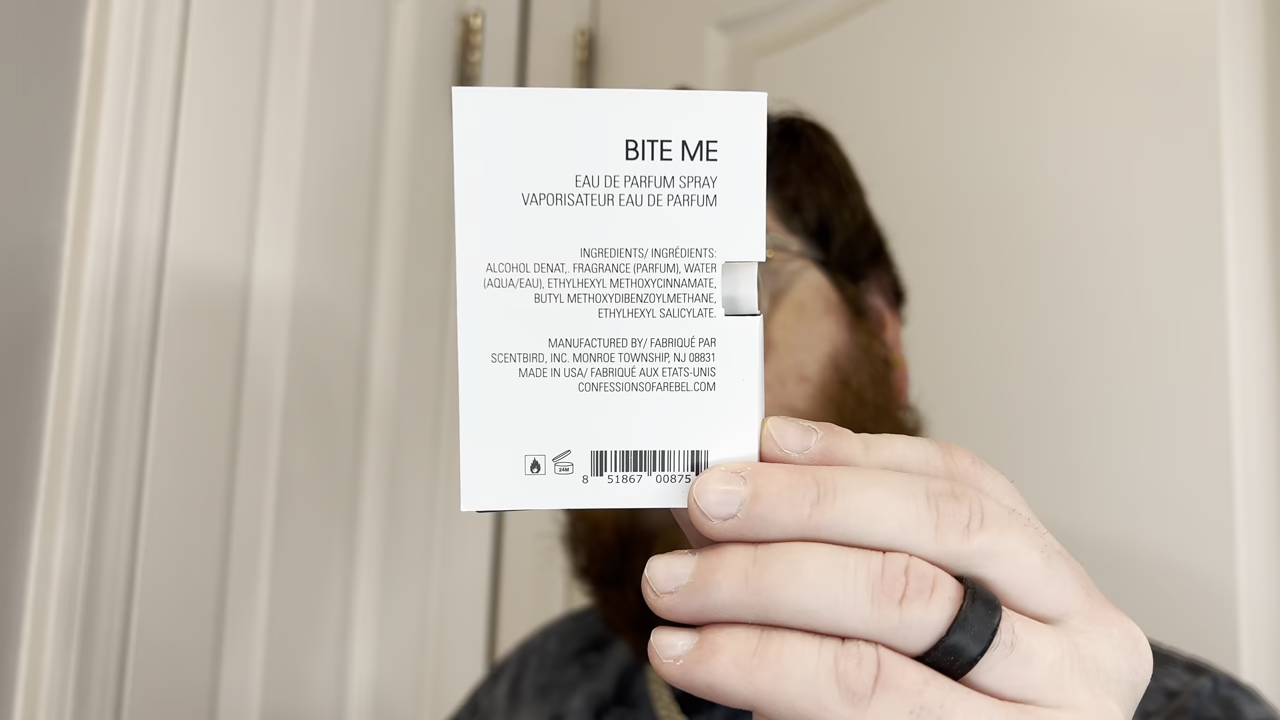 BITE ME
EAU DE PARFUM SPRAY
VAPORISATEUR EAU DE PARFUM
INGREDIENTS/ INGRÉDIENTS:
ALCOHOL DENAT,. FRAGRANCE (PARFUM), WATER
(AQUA/EAU), ETHYLHEXYL METHOXYCINNAMATE,
BUTYL METHOXYDIBENZOYLMETHANE,
ETHYLHEXYL SALICYLATE.
MANUFACTURED BY/ FABRIQUÉ PAR
SCENTBIRD, INC. MONROE TOWNSHIP, NJ 08831
MADE IN USA/ FABRIQUÉ AUX ETATS-UNIS
CONFESSIONSOFAREBEL.COM
24M
8 51867 00875